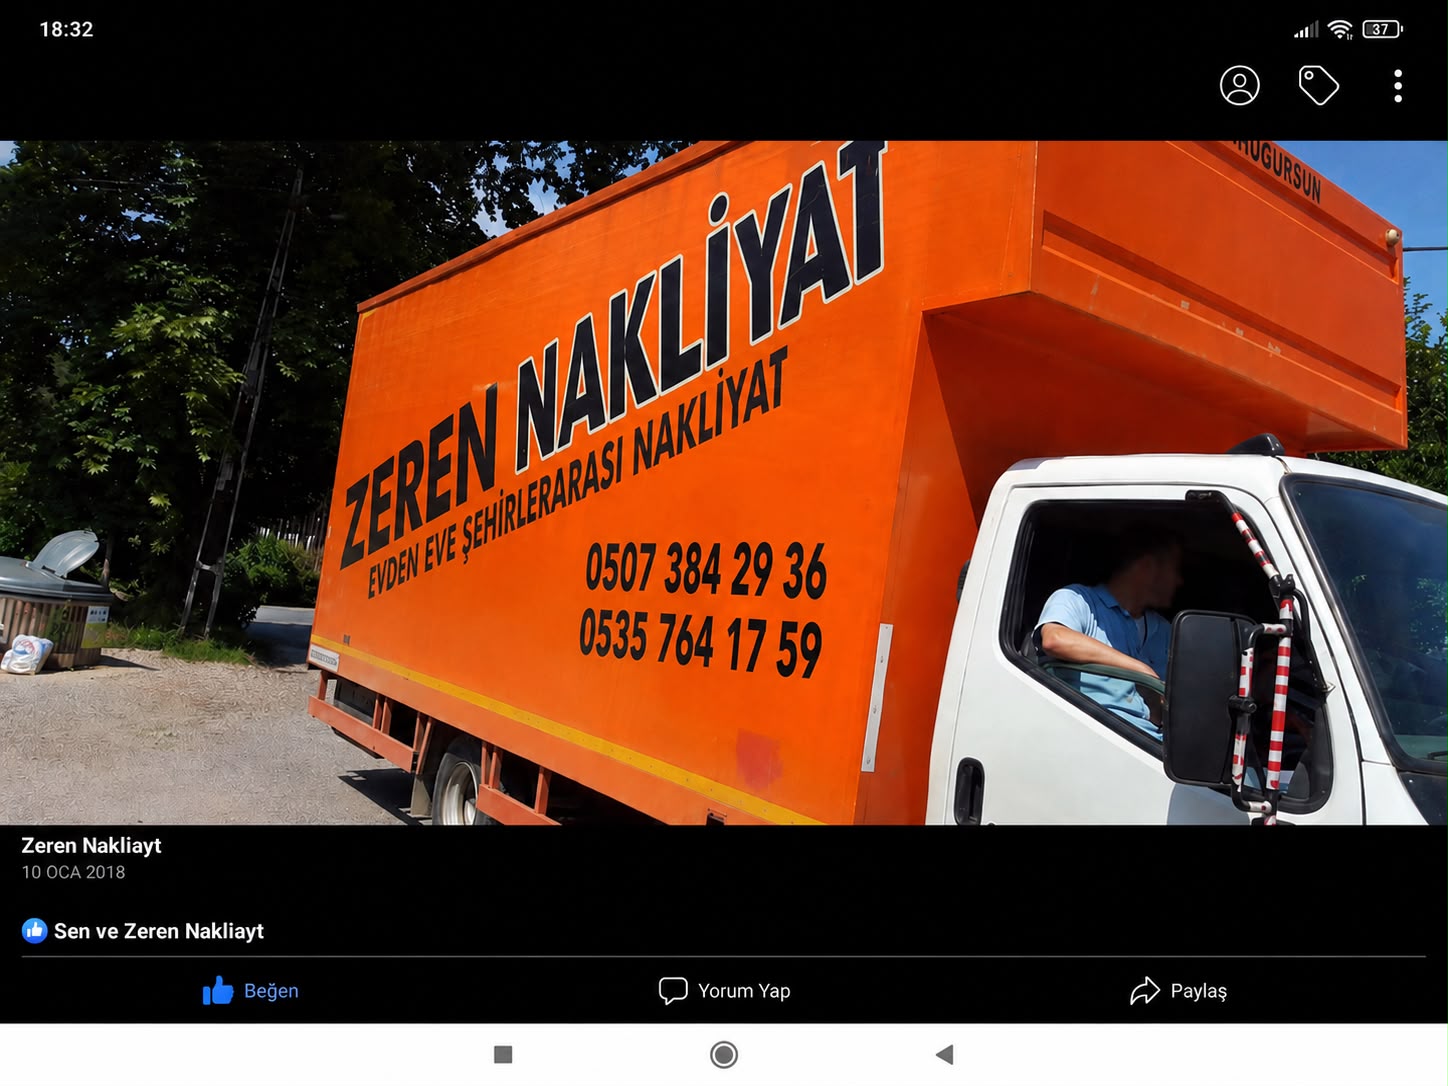 18:32
37
UĞURSUN
ZEREN NAKLİYAT
EVDEN EVE ŞEHİRLERARASI NAKLİYAT
0507 384 29 36
0535 764 17 59
Zeren Nakliayt
10 OCA 2018
Sen ve Zeren Nakliayt
Beğen
Yorum Yap
Paylaş